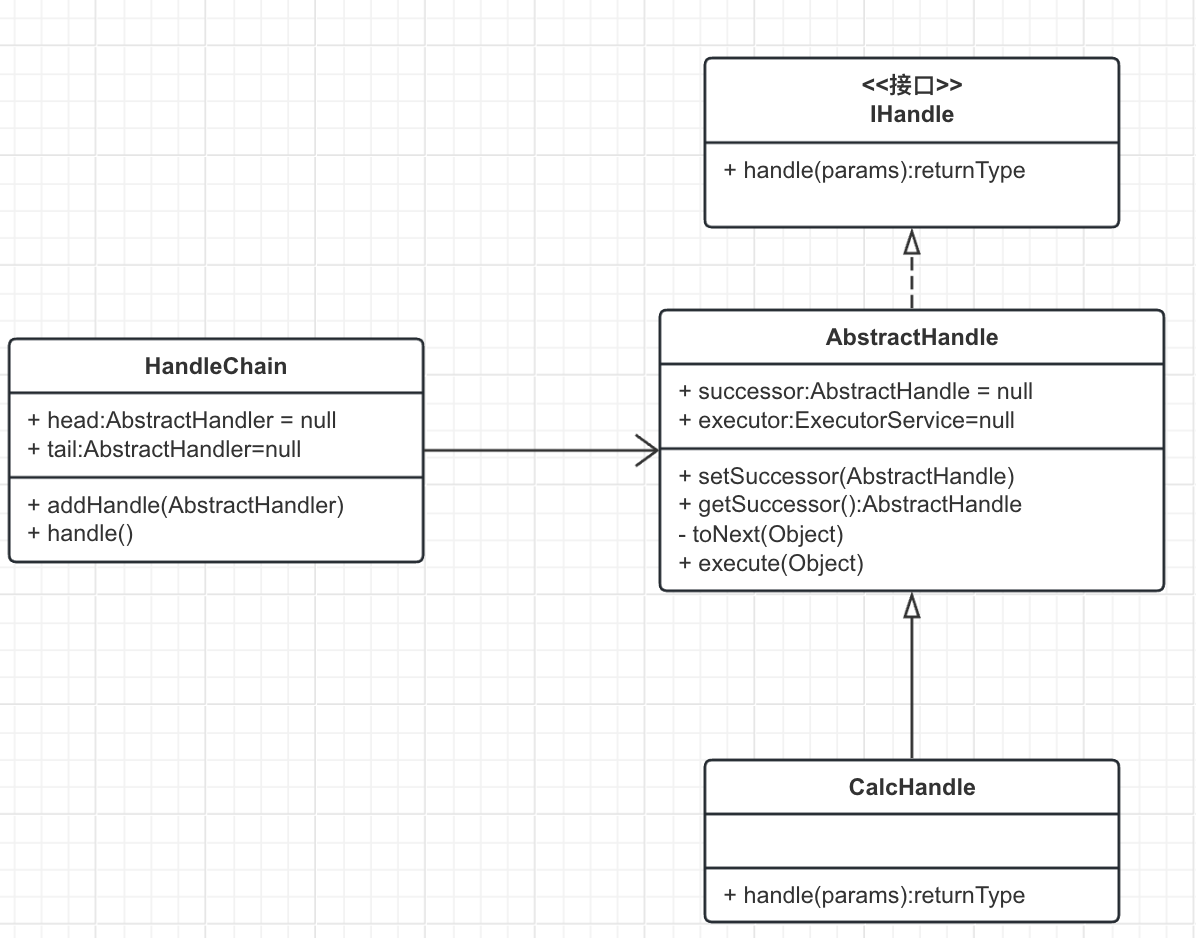 <<接口>>
IHandle
+ handle(params):returnType
HandleChain
+ head:AbstractHandler = null
+ tail:AbstractHandler=null
+ addHandle(AbstractHandler)
+ handle()
AbstractHandle
+ successor:AbstractHandle = null
+ executor:ExecutorService=null
+ setSuccessor(AbstractHandle)
+ getSuccessor():AbstractHandle
- toNext(Object)
+ execute(Object)
CalcHandle
+ handle(params):returnType